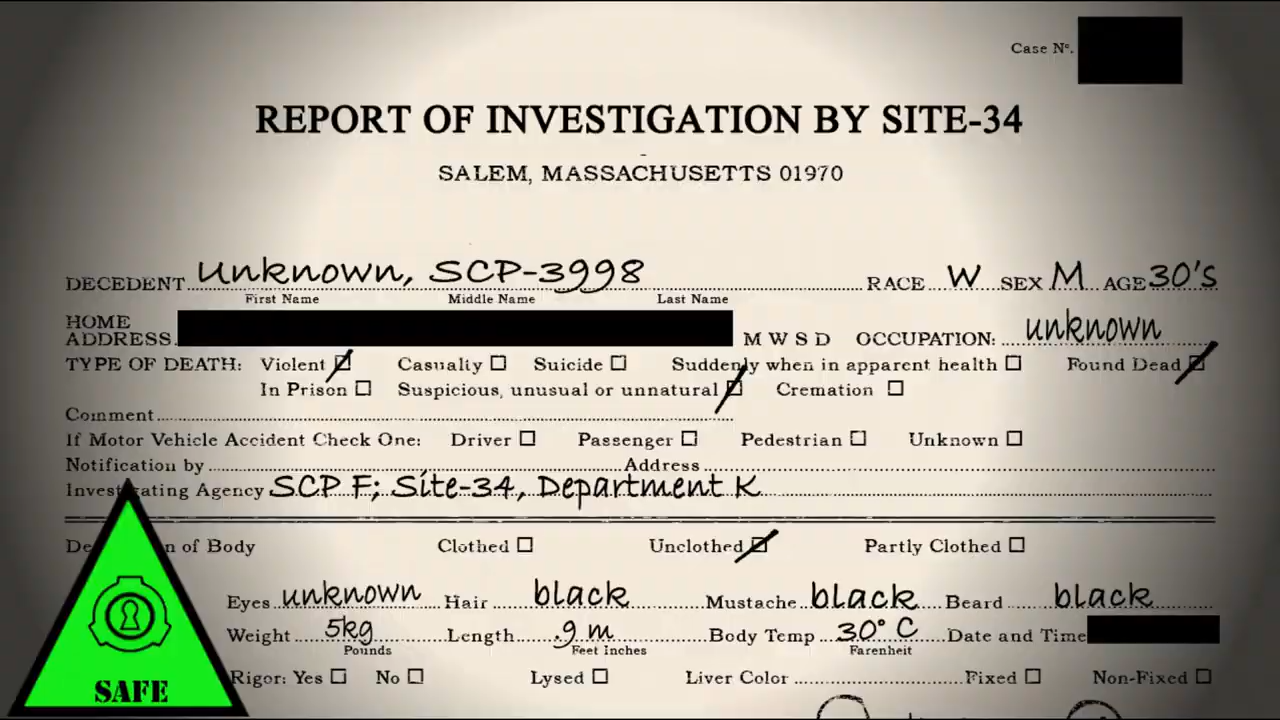 Case Nº.
REPORT OF INVESTIGATION BY SITE-34
SALEM, MASSACHUSETTS 01970
DECEDENT Unknown, SCP-3998 RACE W SEX M AGE 30's
First Name Middle Name Last Name
HOME ADDRESS. M W S D OCCUPATION: unknown
TYPE OF DEATH: Violent Casualty Suicide Suddenly when in apparent health Found Dead
In Prison Suspicious, unusual or unnatural Cremation
Comment
If Motor Vehicle Accident Check One: Driver Passenger Pedestrian Unknown
Notification by Address
Investigating Agency SCP F; Site-34, Department K
of Body Clothed Unclothed Partly Clothed
Eyes unknown Hair black Mustache black Beard black
Weight 5kg Length .9 m Body Temp 30° C Date and Time
Pounds Feet Inches Farenheit
Rigor: Yes No Lysed Liver Color Fixed Non-Fixed
SAFE